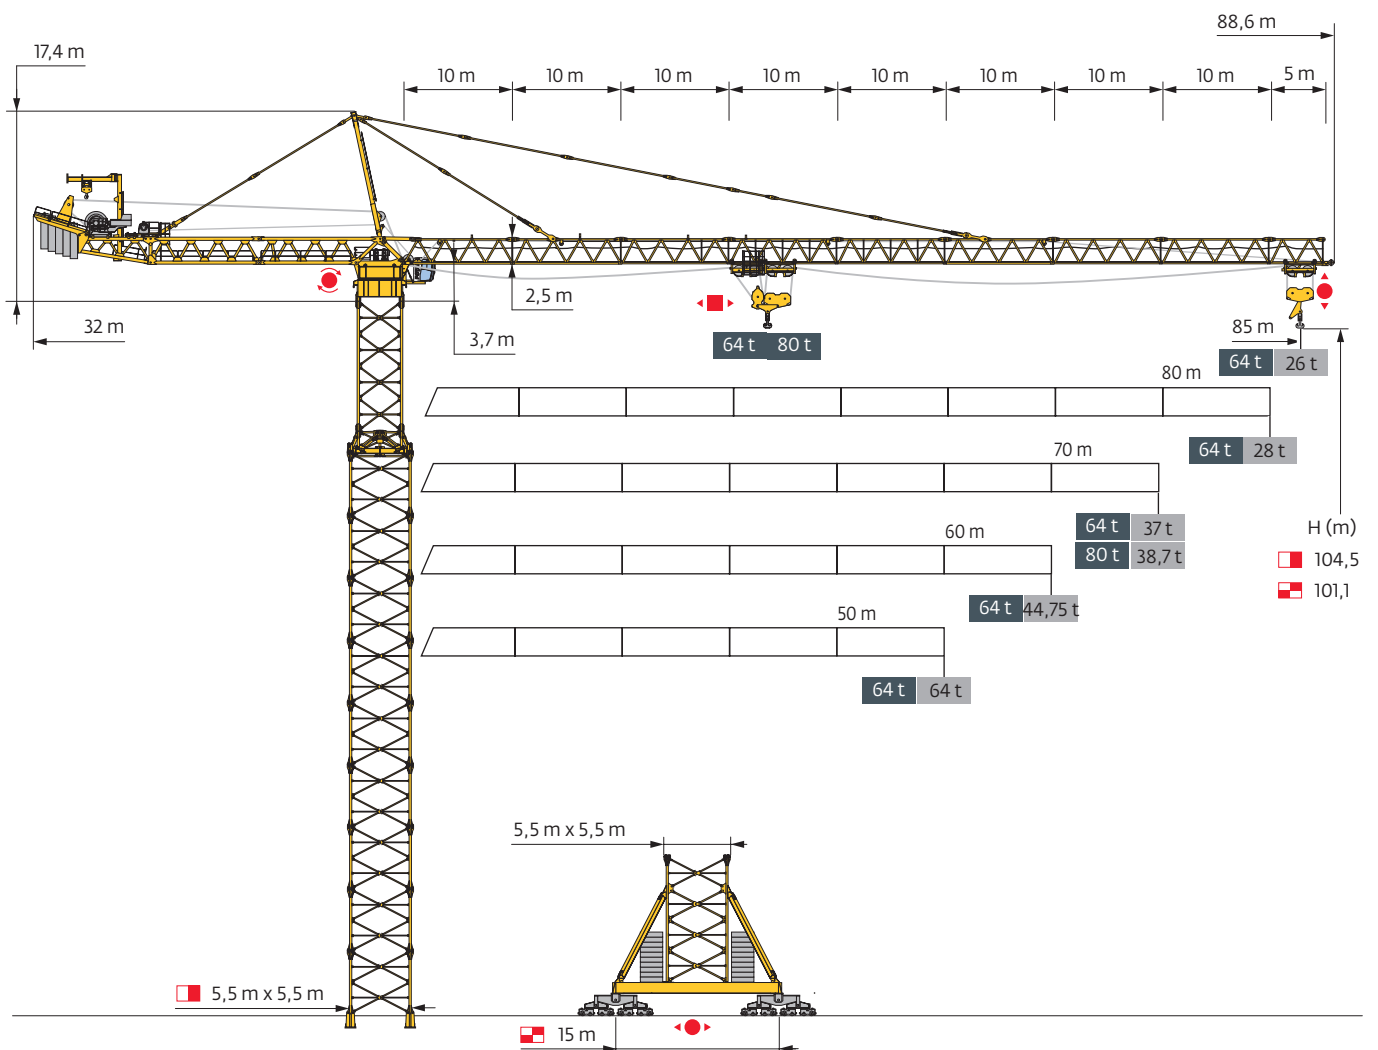 88,6 m
17,4 m
10 m 10 m 10 m 10 m 10 m 10 m 10 m 10 m 5 m
2,5 m
32 m
3,7 m
85 m
64 t 80 t
64 t 26 t
80 m
64 t 28 t
70 m
64 t 37 t
80 t 38,7 t
H (m)
104,5
101,1
60 m
64 t 44,75 t
50 m
64 t 64 t
5,5 m x 5,5 m
5,5 m x 5,5 m
15 m